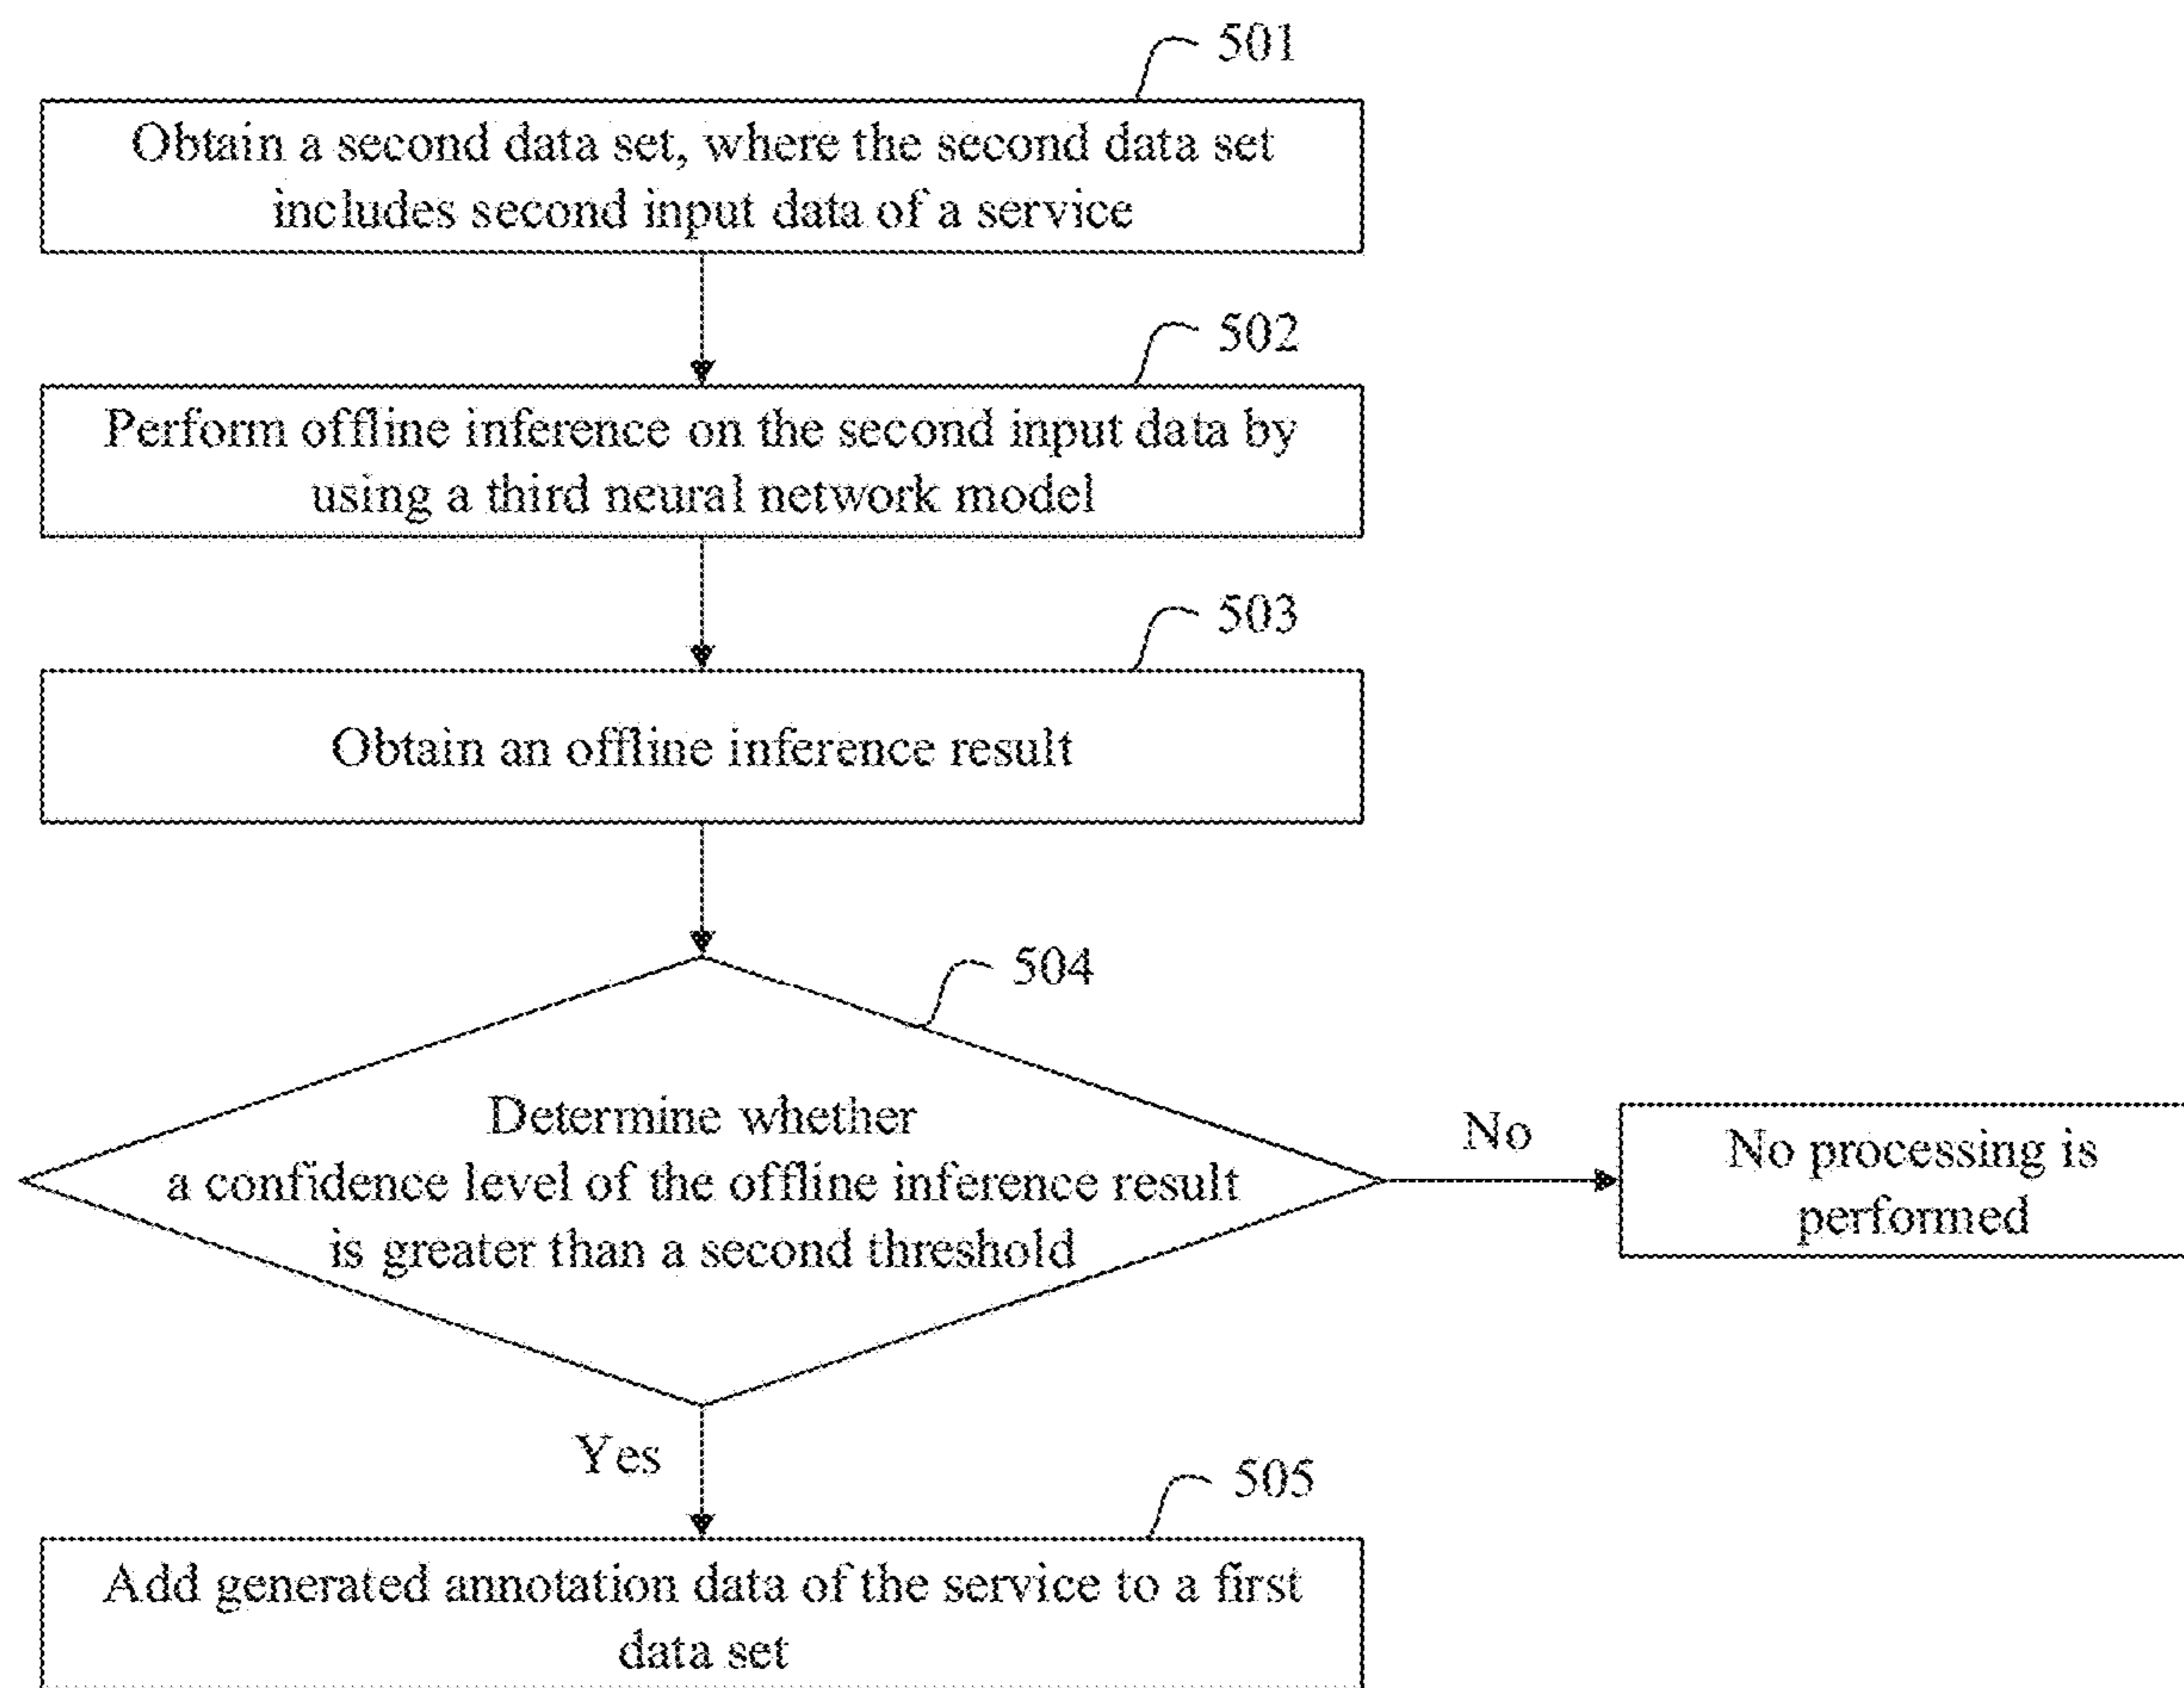 501
Obtain a second data set, where the second data set
includes second input data of a service
502
Perform offline inference on the second input data by
using a third neural network model
503
Obtain an offline inference result
504
Determine whether
a confidence level of the offline inference result
is greater than a second threshold
No
No processing is
performed
Yes
505
Add generated annotation data of the service to a first
data set